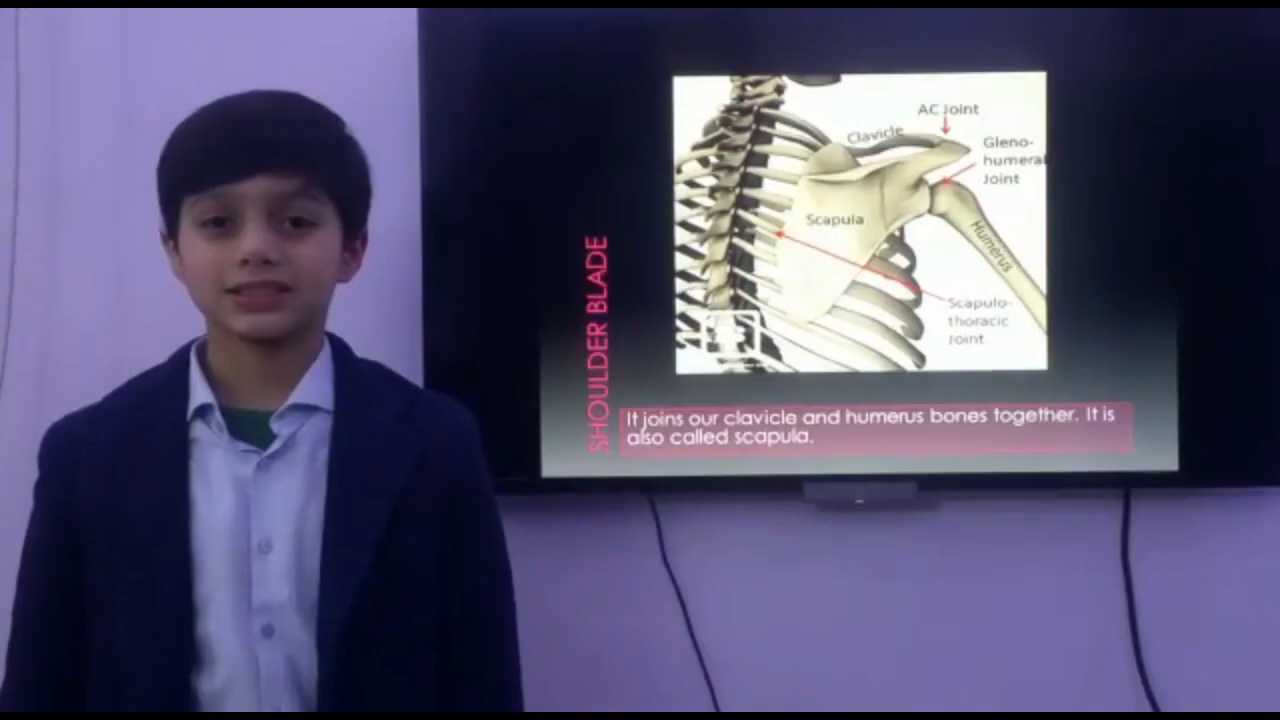 AC Joint
Clavicle
Gleno-
humeral
Joint
Scapula
Humerus
Scapulo-
thoracic
Joint
SHOULDER BLADE
It joins our clavicle and humerus bones together. It is
also called scapula.